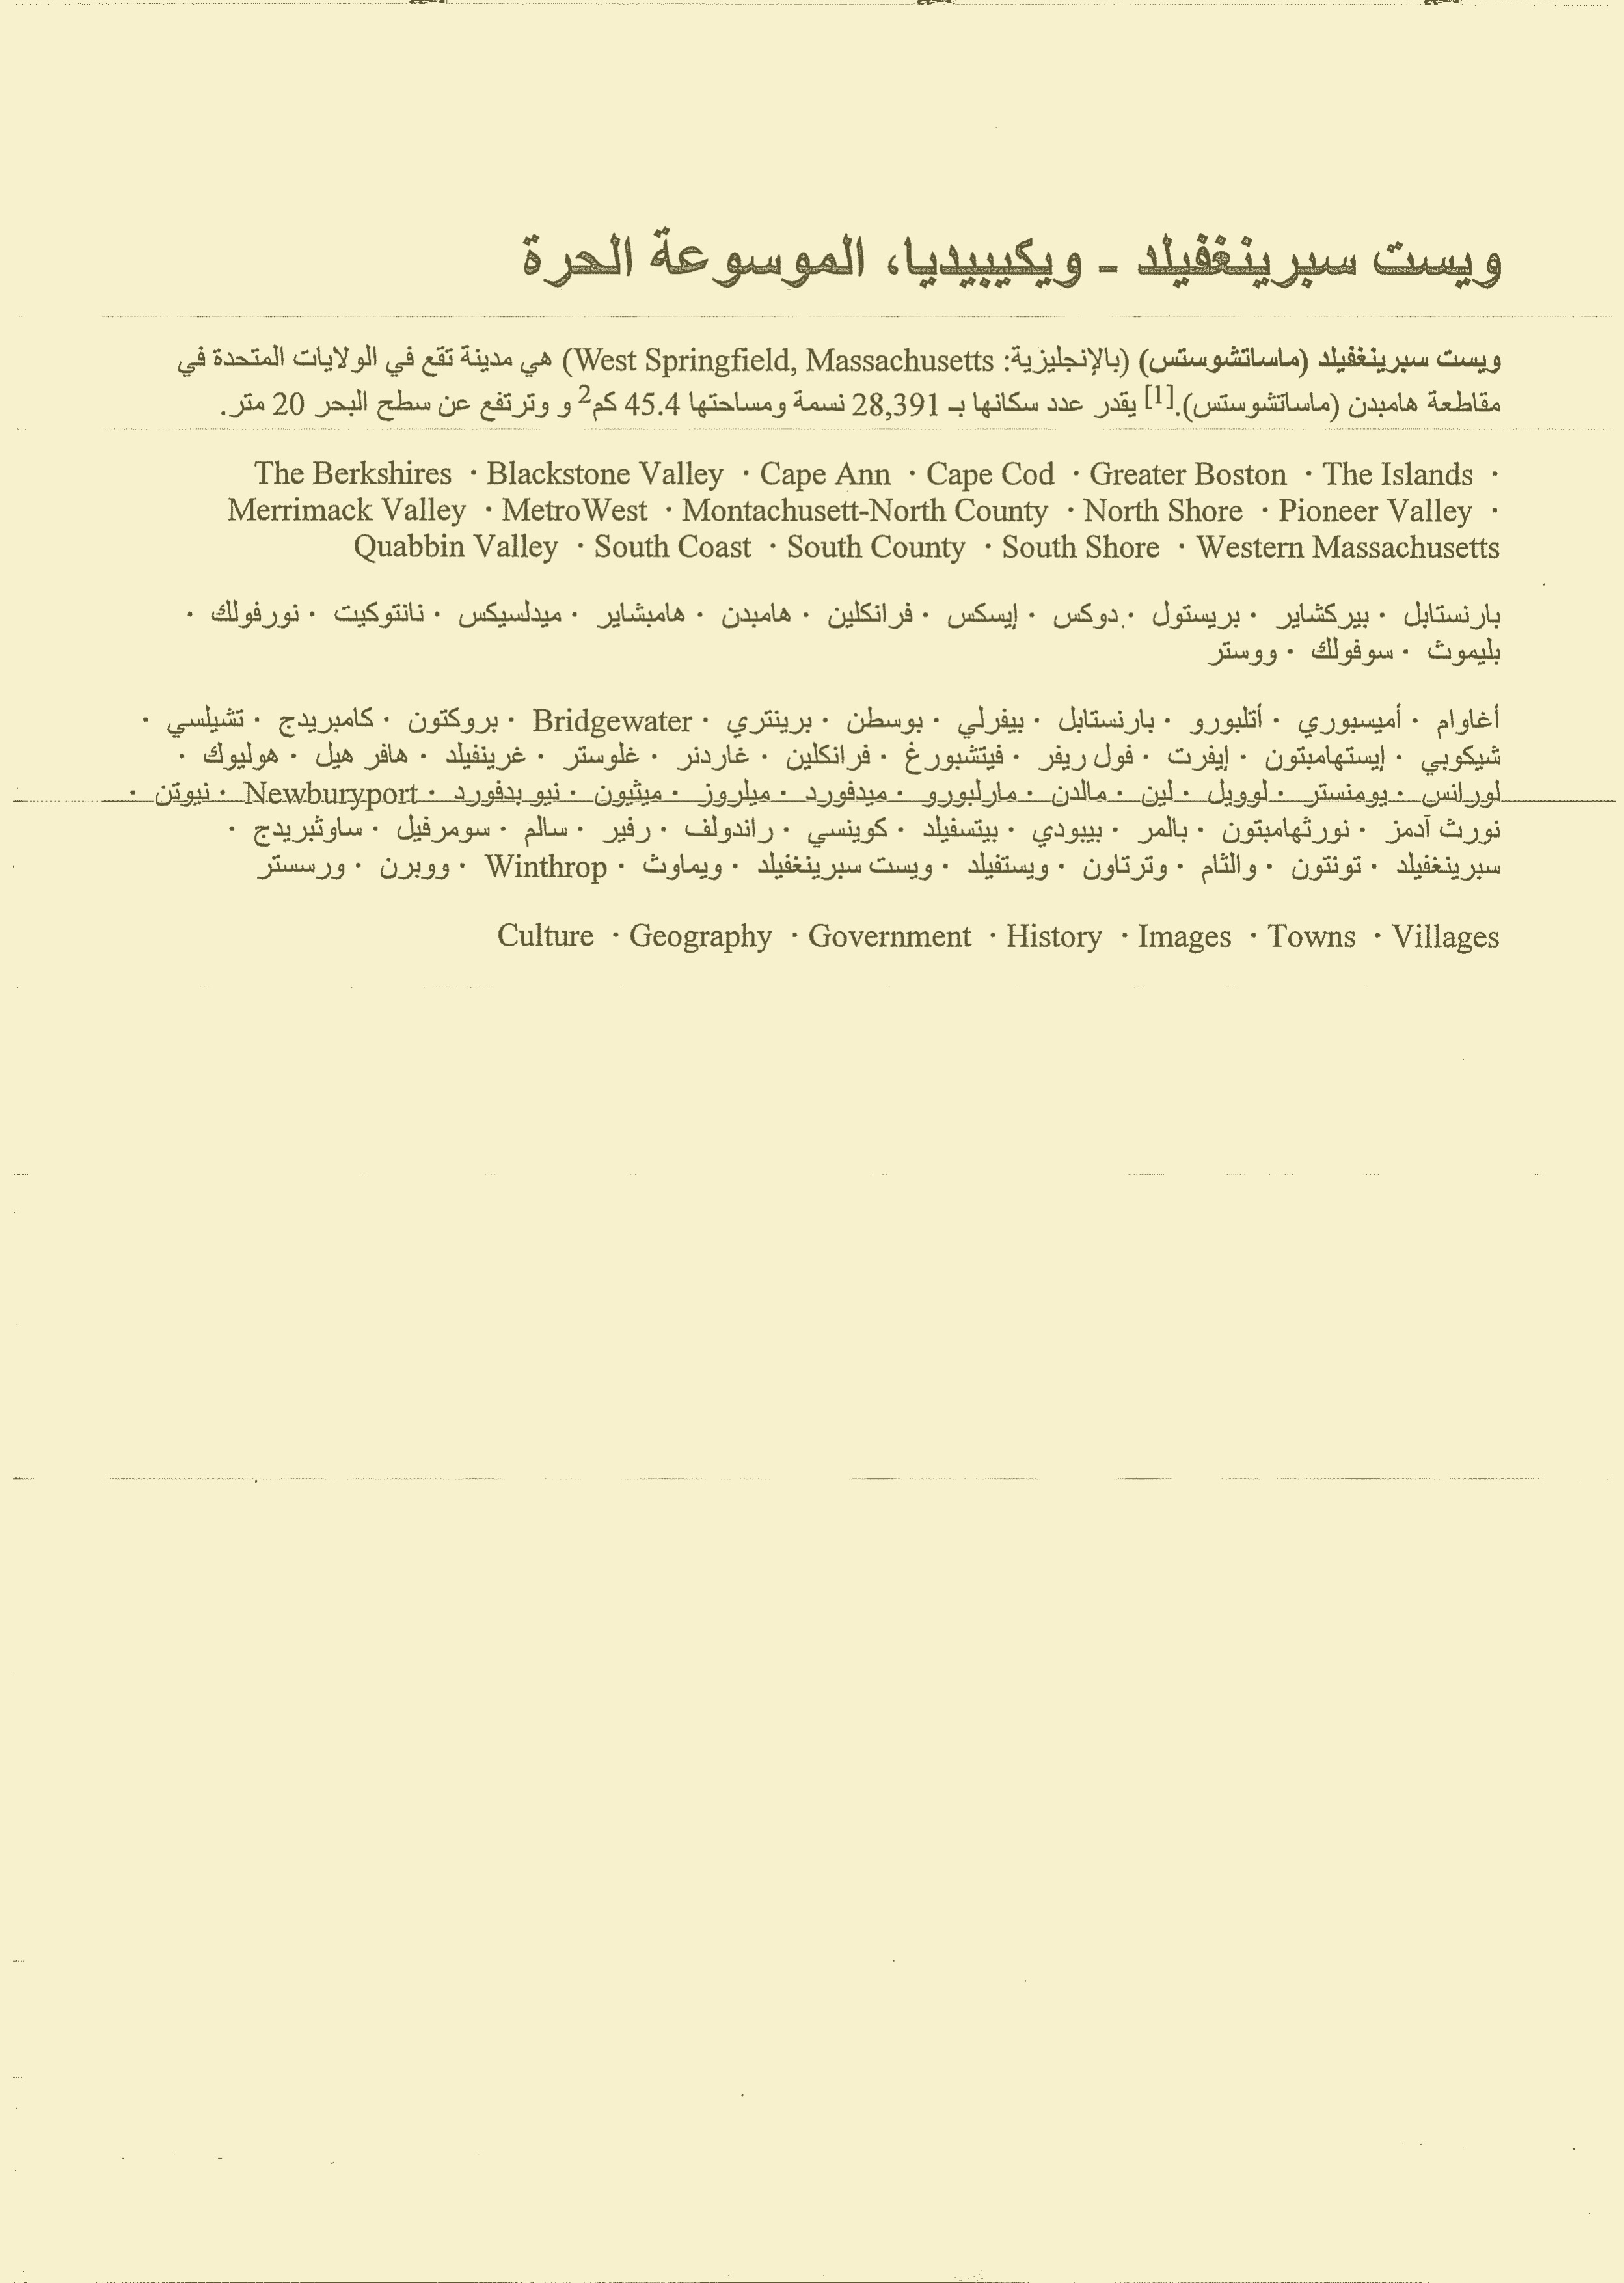 ويست سبرينغفيلد - ويكيبيديا، الموسوعة الحرة
ويست سبرينغفيلد (ماساتشوستس) (بالإنجليزية: West Springfield, Massachusetts) هي مدينة تقع في الولايات المتحدة في
مقاطعة هامبدن (ماساتشوستس).[1] يقدر عدد سكانها بـ 28,391 نسمة ومساحتها 45.4 كم2 و وترتفع عن سطح البحر 20 متر.
The Berkshires · Blackstone Valley · Cape Ann · Cape Cod · Greater Boston · The Islands ·
Merrimack Valley · MetroWest · Montachusett-North County · North Shore · Pioneer Valley ·
Quabbin Valley · South Coast · South County · South Shore · Western Massachusetts
بارنستابل · بيركشاير · بريستول · دوكس · إيسكس · فرانكلين · هامبدن · هامبشاير · ميدلسيكس · نانتوكيت · نورفولك ·
بليموث · سوفولك · ووستر
أغاوام · أميسبوري · أتلبورو · بارنستابل · بيفرلي · بوسطن · برينتري · Bridgewater · بروكتون · كامبريدج · تشيلسي ·
شيكوبي · إيستهامبتون · إيفرت · فول ريفر · فيتشبورغ · فرانكلين · غاردنر · غلوستر · غرينفيلد · هافر هيل · هوليوك ·
لورانس · يومنستر · لوويل · لين · مالدن · مارلبورو · ميدفورد · ميلروز · ميثيون · نيو بدفورد · Newburyport · نيوتن ·
نورث آدمز · نورثهامبتون · بالمر · بيبودي · بيتسفيلد · كوينسي · راندولف · رفير · سالم · سومرفيل · ساوثبريدج ·
سبرينغفيلد · تونتون · والثام · وترتاون · ويستفيلد · ويست سبرينغفيلد · ويماوث · Winthrop · ووبرن · ورسستر
Culture · Geography · Government · History · Images · Towns · Villages